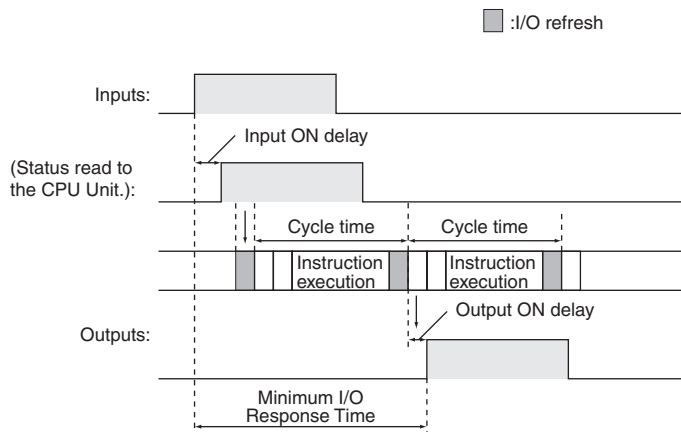 :I/O refresh
Inputs:
Input ON delay
(Status read to
the CPU Unit.):
Cycle time
Cycle time
Instruction
execution
Instruction
execution
Output ON delay
Outputs:
Minimum I/O
Response Time